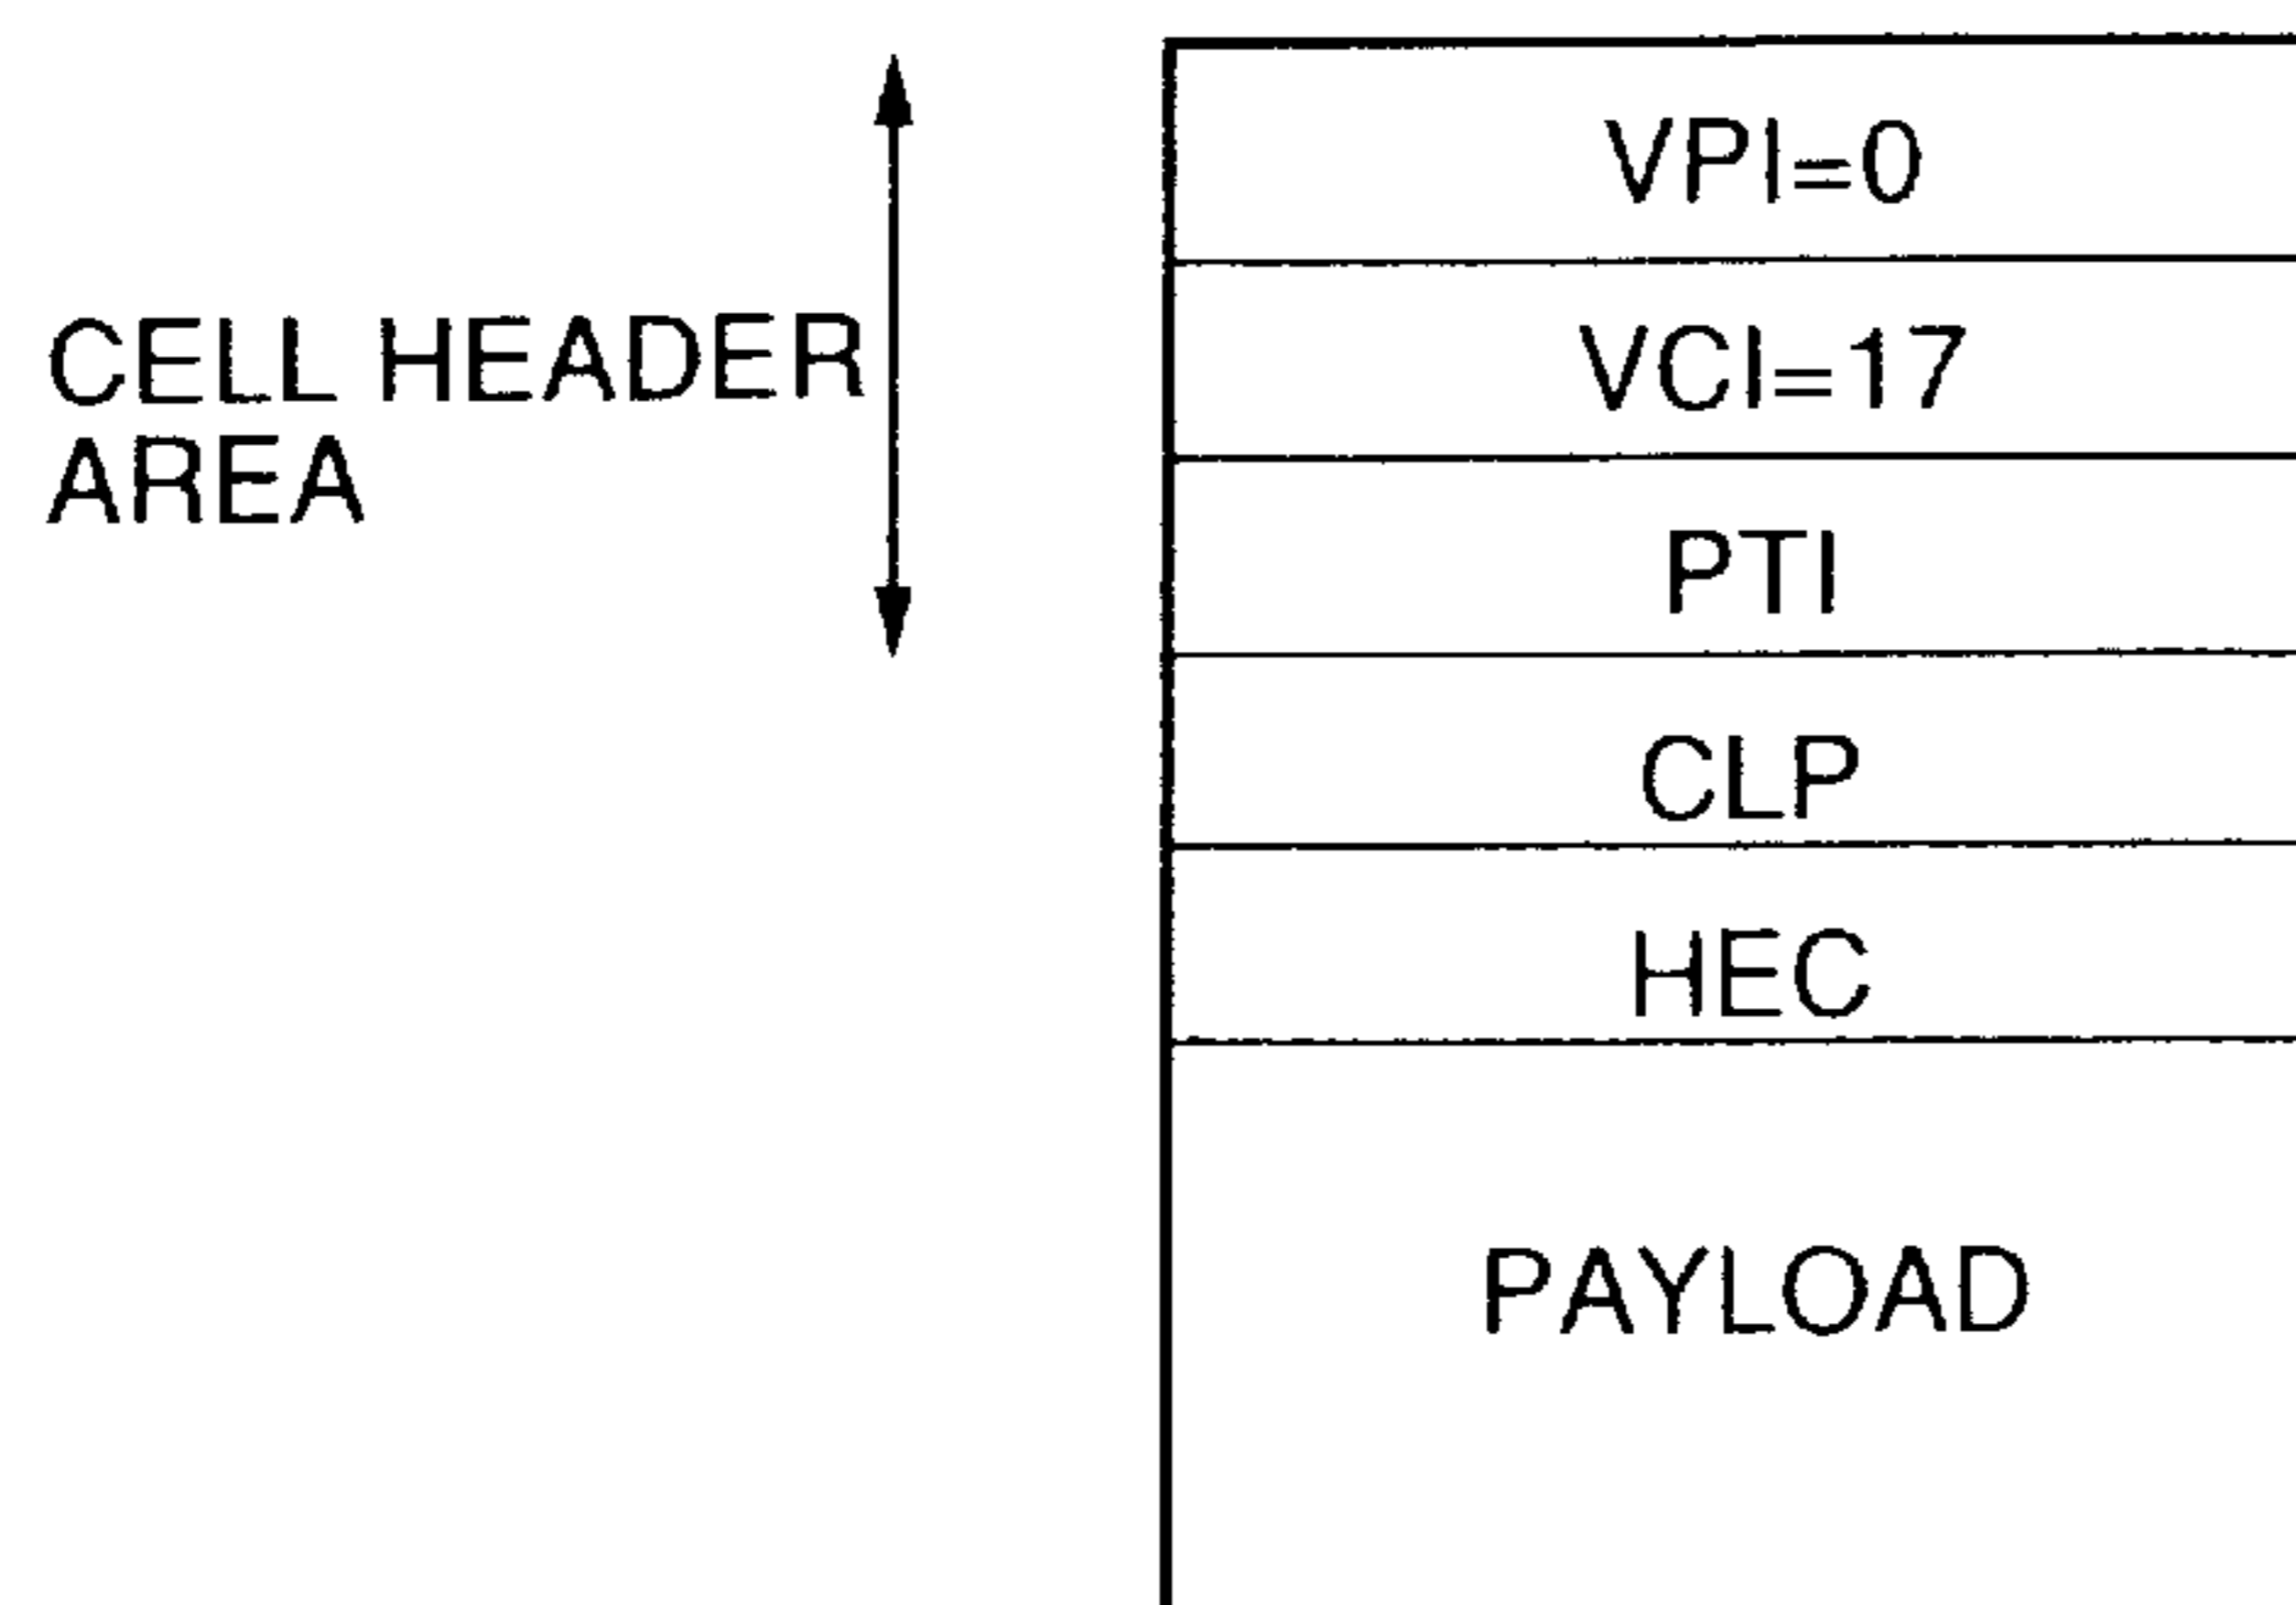 VPI=0
CELL HEADER
AREA
VCI=17
PTI
CLP
HEC
PAYLOAD